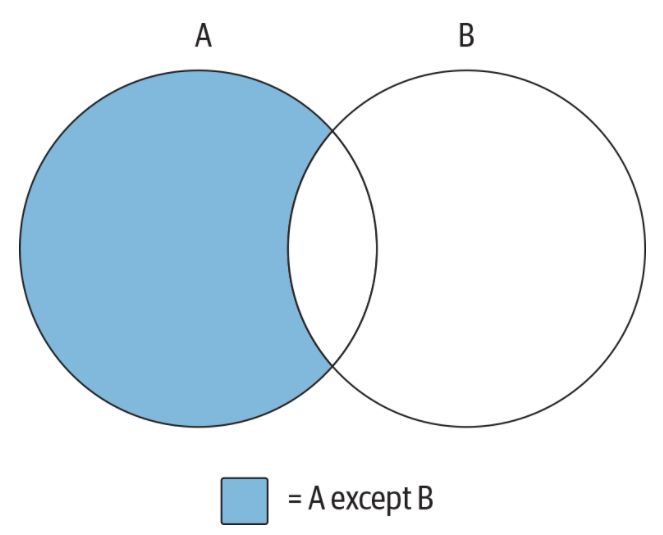 A B
= A except B